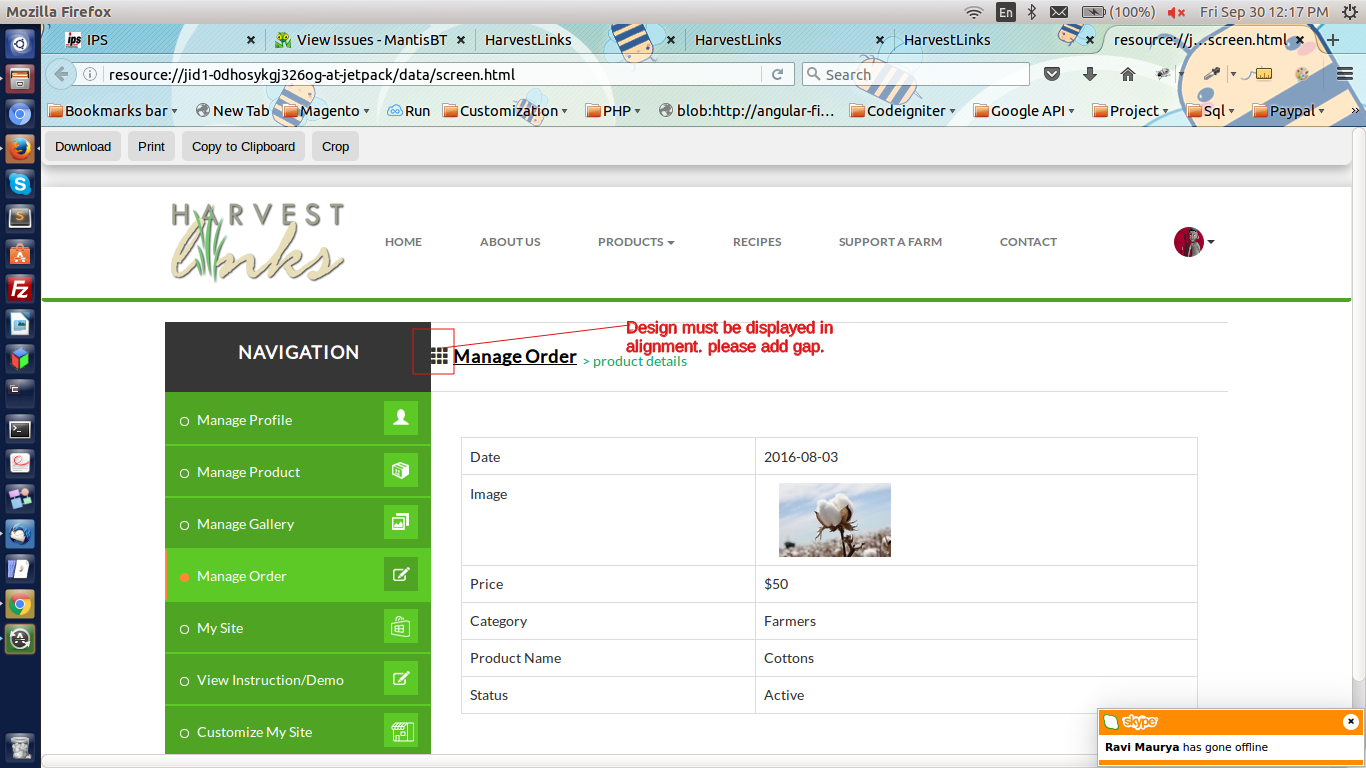 Mozilla Firefox
En (100%) Fri Sep 30 12:17 PM
IPS
View Issues - MantisBT
HarvestLinks
HarvestLinks
HarvestLinks
resource://j...screen.html
resource://jid1-0dhosykgj326og-at-jetpack/data/screen.html
Search
Bookmarks bar New Tab Magento Run Customization PHP blob:http://angular-fi... Codeigniter Google API Project Sql Paypal
Download Print Copy to Clipboard Crop
HARVEST
links
HOME ABOUT US PRODUCTS RECIPES SUPPORT A FARM CONTACT
NAVIGATION
Design must be displayed in
alignment. please add gap.
Manage Order > product details
Manage Profile
Manage Product
Manage Gallery
Manage Order
My Site
View Instruction/Demo
Customize My Site
Date 2016-08-03
Image
Price $50
Category Farmers
Product Name Cottons
Status Active
skype
Ravi Maurya has gone offline